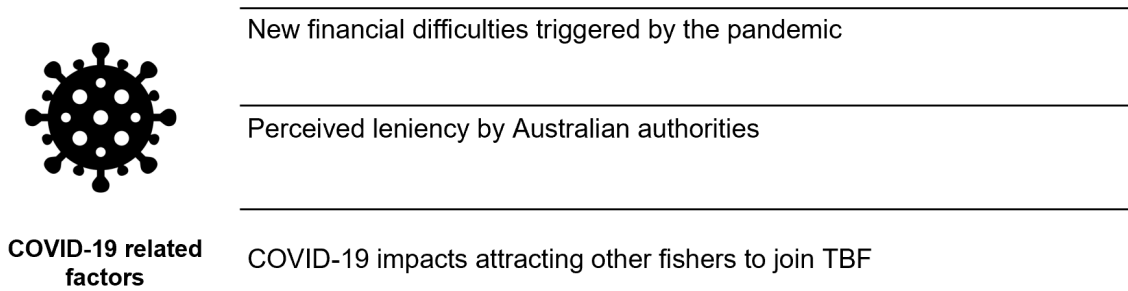 New financial difficulties triggered by the pandemic
Perceived leniency by Australian authorities
COVID-19 related
factors
COVID-19 impacts attracting other fishers to join TBF